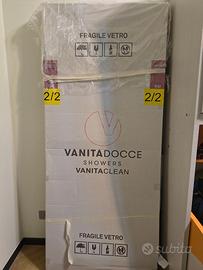 FRAGILE VETRO
2/2
2/2
VANITADOCCE
SHOWERS
VANITACLEAN
FRAGILE VETRO
subito